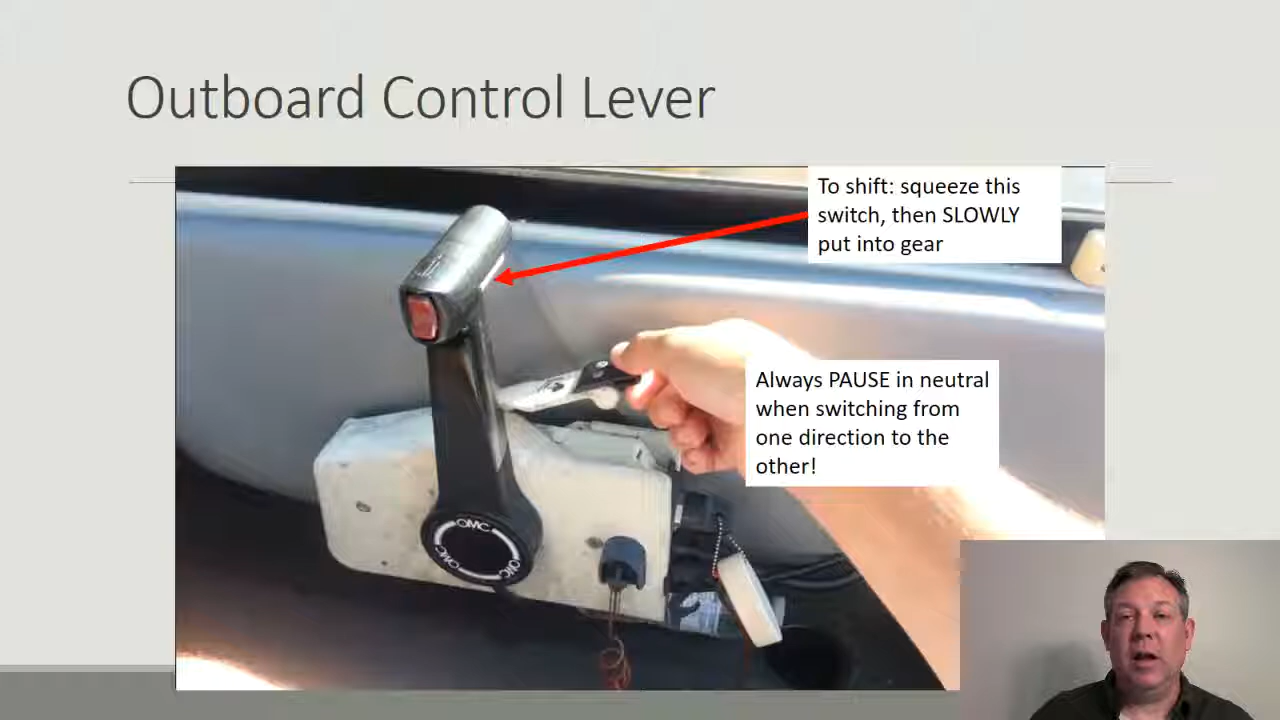 Outboard Control Lever
To shift: squeeze this
switch, then SLOWLY
put into gear
Always PAUSE in neutral
when switching from
one direction to the
other!
OMC
OMC
OMC